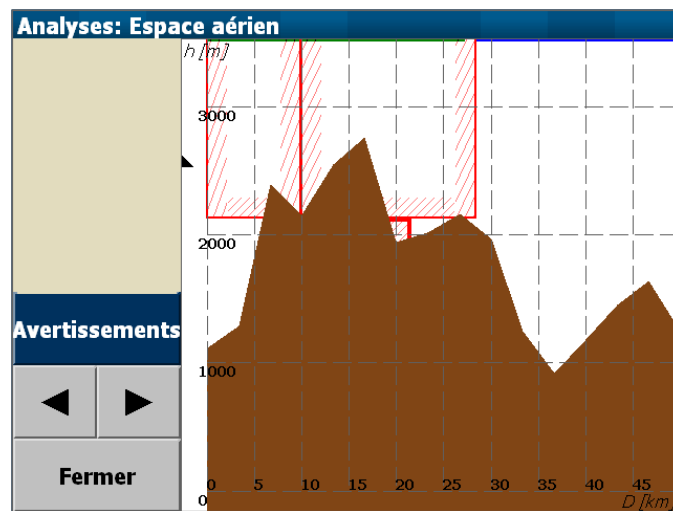 Analyses: Espace aérien
h [m]
3000
2000
1000
0
0 5 10 15 20 25 30 35 40 45
D [km]
Avertissements
Fermer